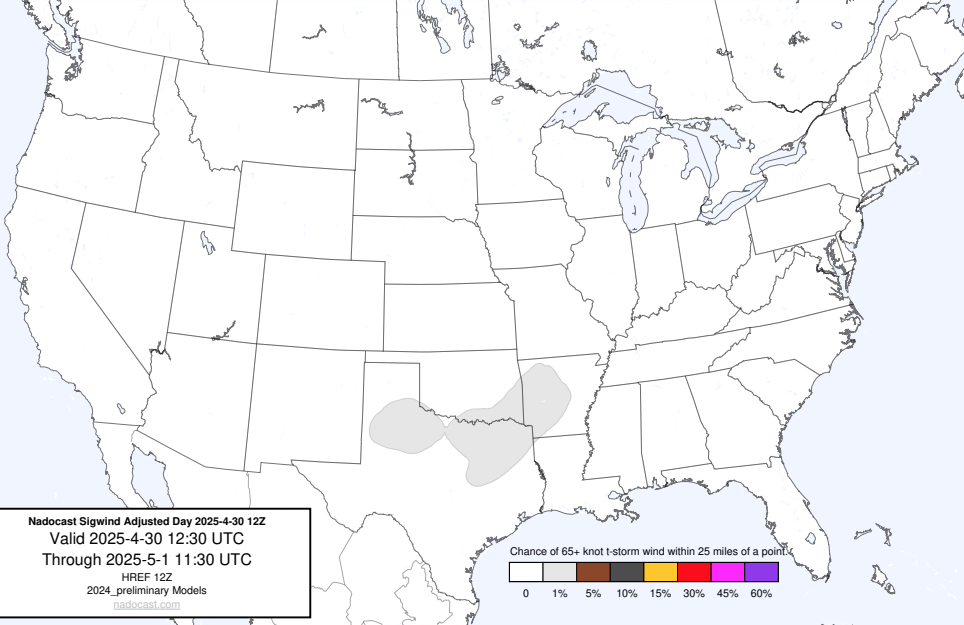 Nadocast Sigwind Adjusted Day 2025-4-30 12Z
Valid 2025-4-30 12:30 UTC
Through 2025-5-1 11:30 UTC
HREF 12Z
2024_preliminary Models
nadocast.com
Chance of 65+ knot t-storm wind within 25 miles of a point.
0 1% 5% 10% 15% 30% 45% 60%